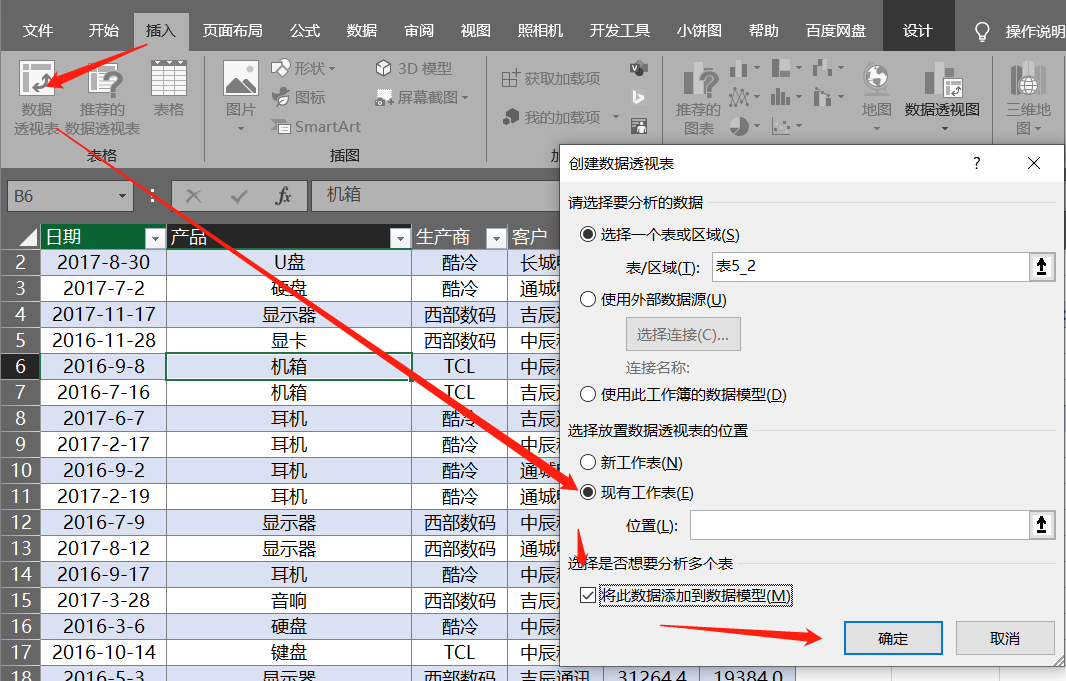 文件 开始 插入 页面布局 公式 数据 审阅 视图 照相机 开发工具 小饼图 帮助 百度网盘 设计 操作说明
数据
透视表
推荐的
数据透视表
表格
表格
图片
形状
图标
SmartArt
3D 模型
屏幕截图
插图
获取加载项
我的加载项
推荐的
图表
地图
数据透视图
三维地
图
B6 fx 机箱
日期 产品 生产商 客户
2 2017-8-30 U盘 酷冷 长城
3 2017-7-2 硬盘 酷冷 通城
4 2017-11-17 显示器 西部数码 吉辰
5 2016-11-28 显卡 西部数码 中辰
6 2016-9-8 机箱 TCL 中辰
7 2016-7-16 机箱 TCL 吉辰
8 2017-6-7 耳机 酷冷 吉辰
9 2017-2-17 耳机 酷冷 中辰
10 2016-9-2 耳机 酷冷 通城
11 2017-2-19 耳机 酷冷 通城
12 2016-7-9 显示器 西部数码 中辰
13 2017-8-12 显示器 西部数码 通城
14 2016-9-17 耳机 酷冷 中辰
15 2017-3-28 音响 西部数码 吉辰
16 2016-3-6 硬盘 酷冷 中辰
17 2016-10-14 键盘 TCL 中辰
18 2016-5-3 显示器 西部数码 吉辰通讯 31264.4 19384.0
创建数据透视表 ?
请选择要分析的数据
选择一个表或区域(S)
表/区域(T): 表5_2
使用外部数据源(U)
选择连接(C)...
连接名称:
使用此工作簿的数据模型(D)
选择放置数据透视表的位置
新工作表(N)
现有工作表(E)
位置(L):
选择是否想要分析多个表
将此数据添加到数据模型(M)
确定 取消